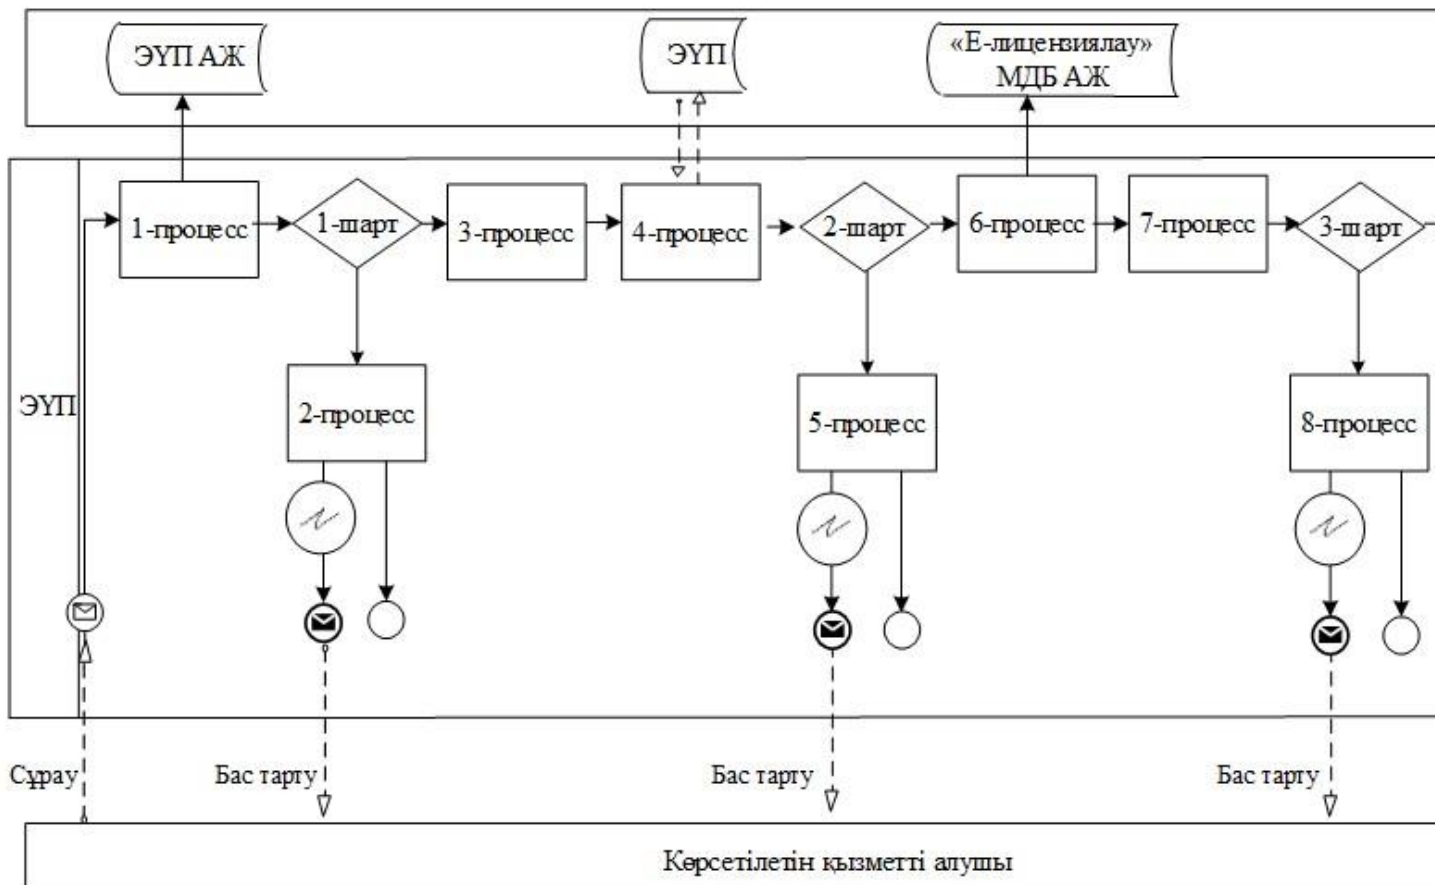 ЭҮП АЖ
ЭҮП
«Е-лицензиялау»
МДБ АЖ
1-процесс
1-шарт
3-процесс
4-процесс
2-шарт
6-процесс
7-процесс
3-шарт
ЭҮП
2-процесс
5-процесс
8-процесс
Сұрау
Бас тарту
Бас тарту
Бас тарту
Көрсетілетін қызметті алушы